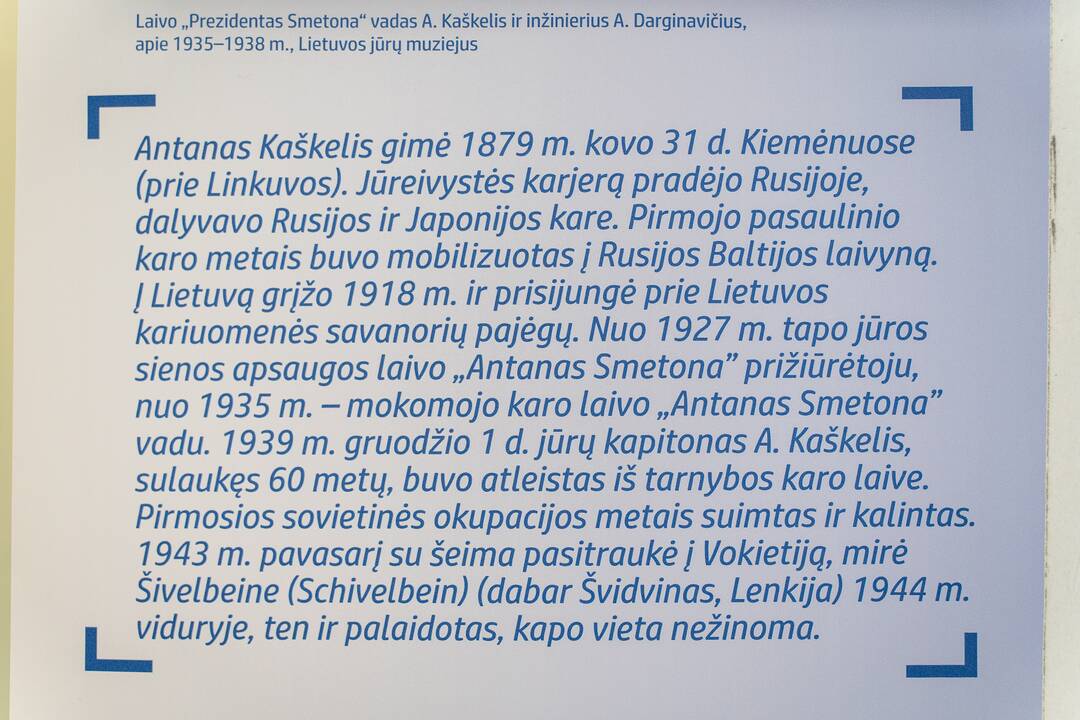 Laivo „Prezidentas Smetona“ vadas A. Kaškelis ir inžinierius A. Darginavičius,
apie 1935–1938 m., Lietuvos jūrų muziejus
Antanas Kaškelis gimė 1879 m. kovo 31 d. Kiemėnuose
(prie Linkuvos). Jūreivystės karjerą pradėjo Rusijoje,
dalyvavo Rusijos ir Japonijos kare. Pirmojo pasaulinio
karo metais buvo mobilizuotas į Rusijos Baltijos laivyną.
Į Lietuvą grįžo 1918 m. ir prisijungė prie Lietuvos
kariuomenės savanorių pajėgų. Nuo 1927 m. tapo jūros
sienos apsaugos laivo „Antanas Smetona” prižiūrėtoju,
nuo 1935 m. – mokomojo karo laivo „Antanas Smetona”
vadu. 1939 m. gruodžio 1 d. jūrų kapitonas A. Kaškelis,
sulaukęs 60 metų, buvo atleistas iš tarnybos karo laive.
Pirmosios sovietinės okupacijos metais suimtas ir kalintas.
1943 m. pavasarį su šeima pasitraukė į Vokietiją, mirė
Šivelbeine (Schivelbein) (dabar Švidvinas, Lenkija) 1944 m.
viduryje, ten ir palaidotas, kapo vieta nežinoma.